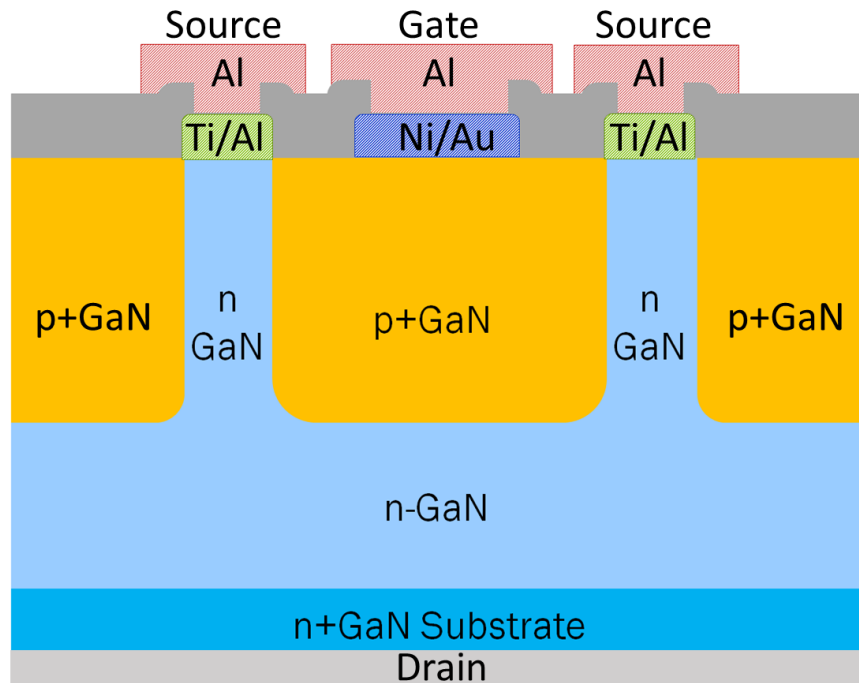 Source Gate Source
Al Al Al
Ti/Al Ni/Au Ti/Al
p+GaN n GaN p+GaN n GaN p+GaN
n-GaN
n+GaN Substrate
Drain